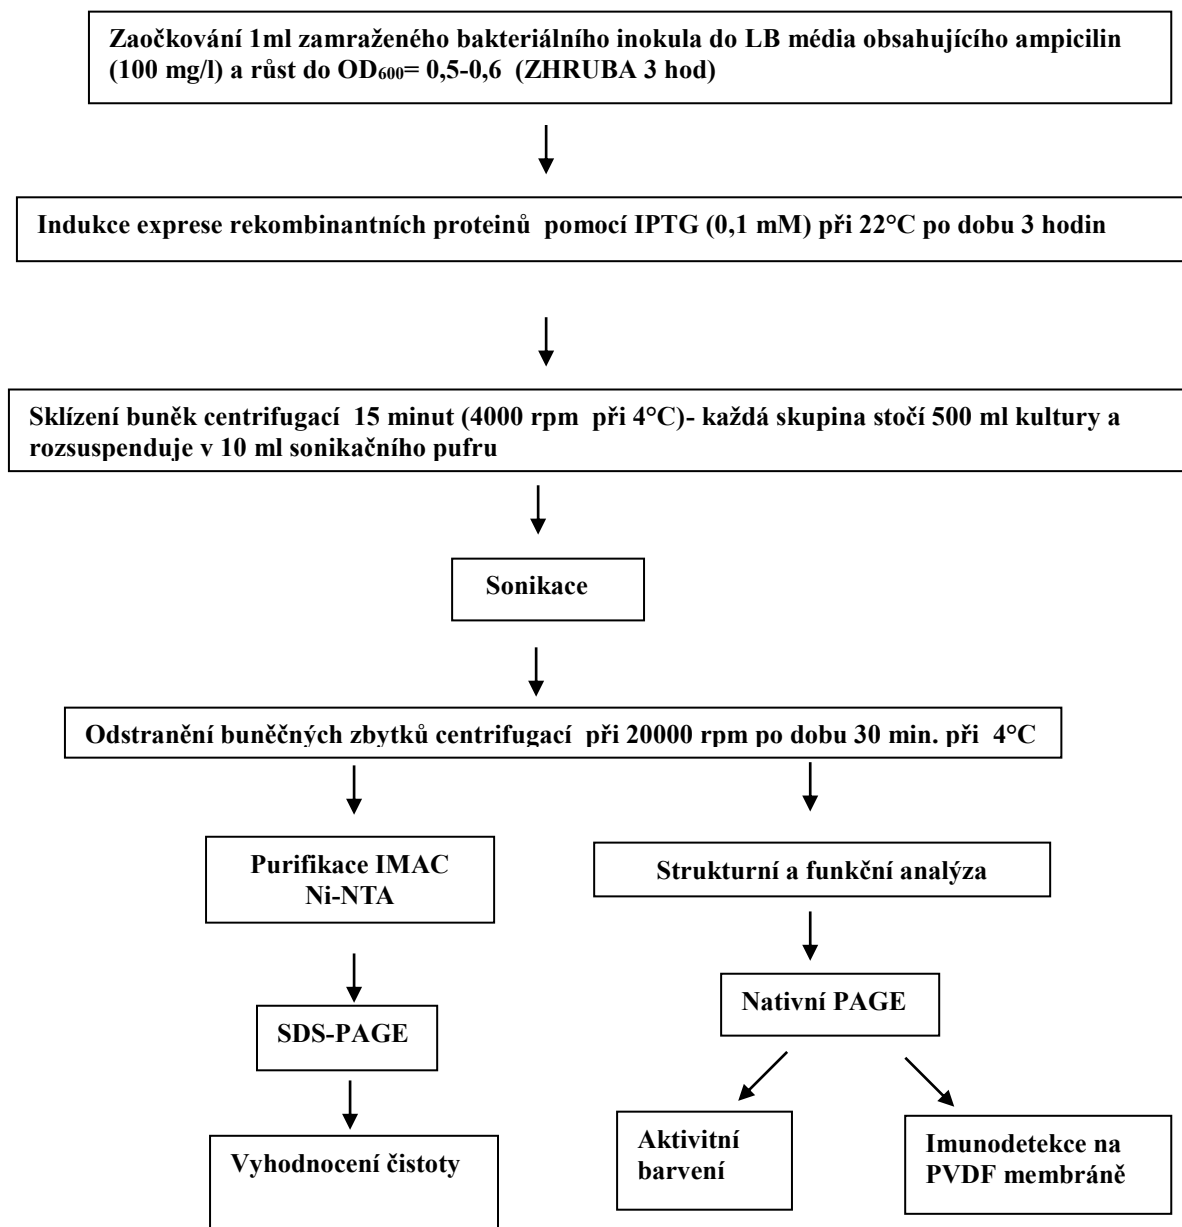 Zaočkování 1ml zamraženého bakteriálního inokula do LB média obsahujícího ampicilin
(100 mg/l) a růst do OD₆₀₀= 0,5-0,6 (ZHRUBA 3 hod)
Indukce exprese rekombinantních proteinů pomocí IPTG (0,1 mM) při 22°C po dobu 3 hodin
Sklízení buněk centrifugací 15 minut (4000 rpm při 4°C)- každá skupina stočí 500 ml kultury a
rozsuspenduje v 10 ml sonikačního pufru
Sonikace
Odstranění buněčných zbytků centrifugací při 20000 rpm po dobu 30 min. při 4°C
Purifikace IMAC
Ni-NTA
Strukturní a funkční analýza
Nativní PAGE
SDS-PAGE
Aktivitní
barvení
Imunodetekce na
PVDF membráně
Vyhodnocení čistoty